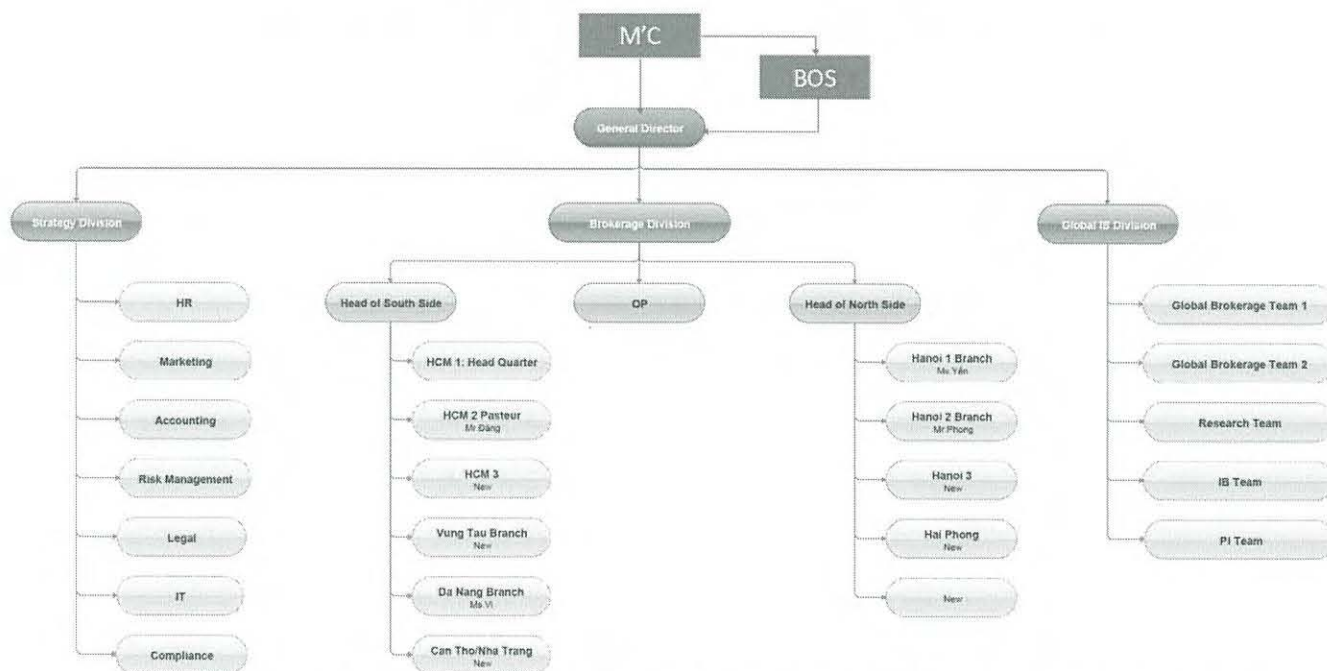 M'C
BOS
General Director
Strategy Division
Brokerage Division
Global IB Division
HR
Marketing
Accounting
Risk Management
Legal
IT
Compliance
Head of South Side
OP
Head of North Side
HCM 1: Head Quarter
HCM 2 Pasteur
Mr.Đăng
HCM 3
New
Vung Tau Branch
New
Da Nang Branch
Ms Vi
Can Tho/Nha Trang
New
Hanoi 1 Branch
Ms Yến
Hanoi 2 Branch
Mr Phong
Hanoi 3
New
Hai Phong
New
New
Global Brokerage Team 1
Global Brokerage Team 2
Research Team
IB Team
PI Team